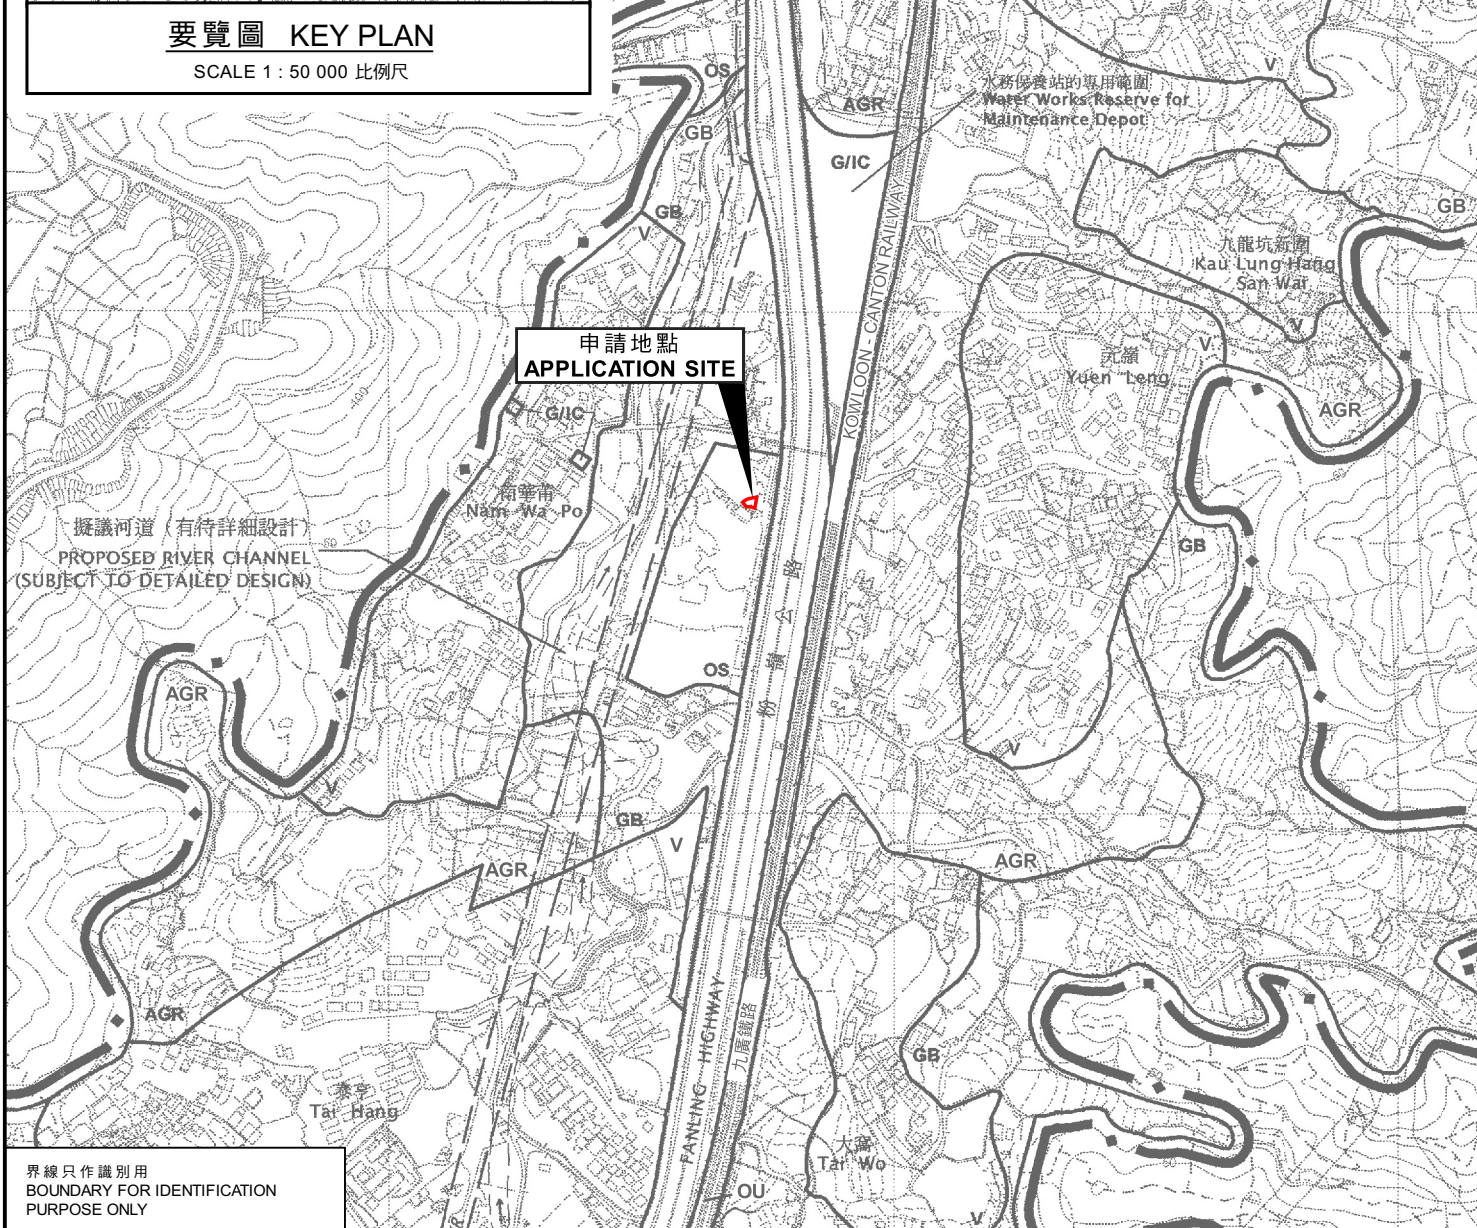 要覽圖 KEY PLAN
SCALE 1 : 50 000 比例尺
OS
AGR
V
水務保養站的專用範圍
Water Works Reserve for
Maintenance Depot
GB
G/IC
GB
V
GB
九龍坑新圍
Kau Lung Hang
San Wai
KOWLOON - CANTON RAILWAY
申請地點
APPLICATION SITE
V
V
元嶺
Yuen Leng
AGR
G/IC
南華莆
Nam Wa Po
擬議河道 (有待詳細設計)
PROPOSED RIVER CHANNEL
(SUBJECT TO DETAILED DESIGN)
GB
粉嶺公路
OS
AGR
V
V
GB
V
AGR
AGR
AGR
FANLING HIGHWAY
九廣鐵路
GB
泰亨
Tai Hang
大窩
Tai Wo
OU
V
界線只作識別用
BOUNDARY FOR IDENTIFICATION
PURPOSE ONLY